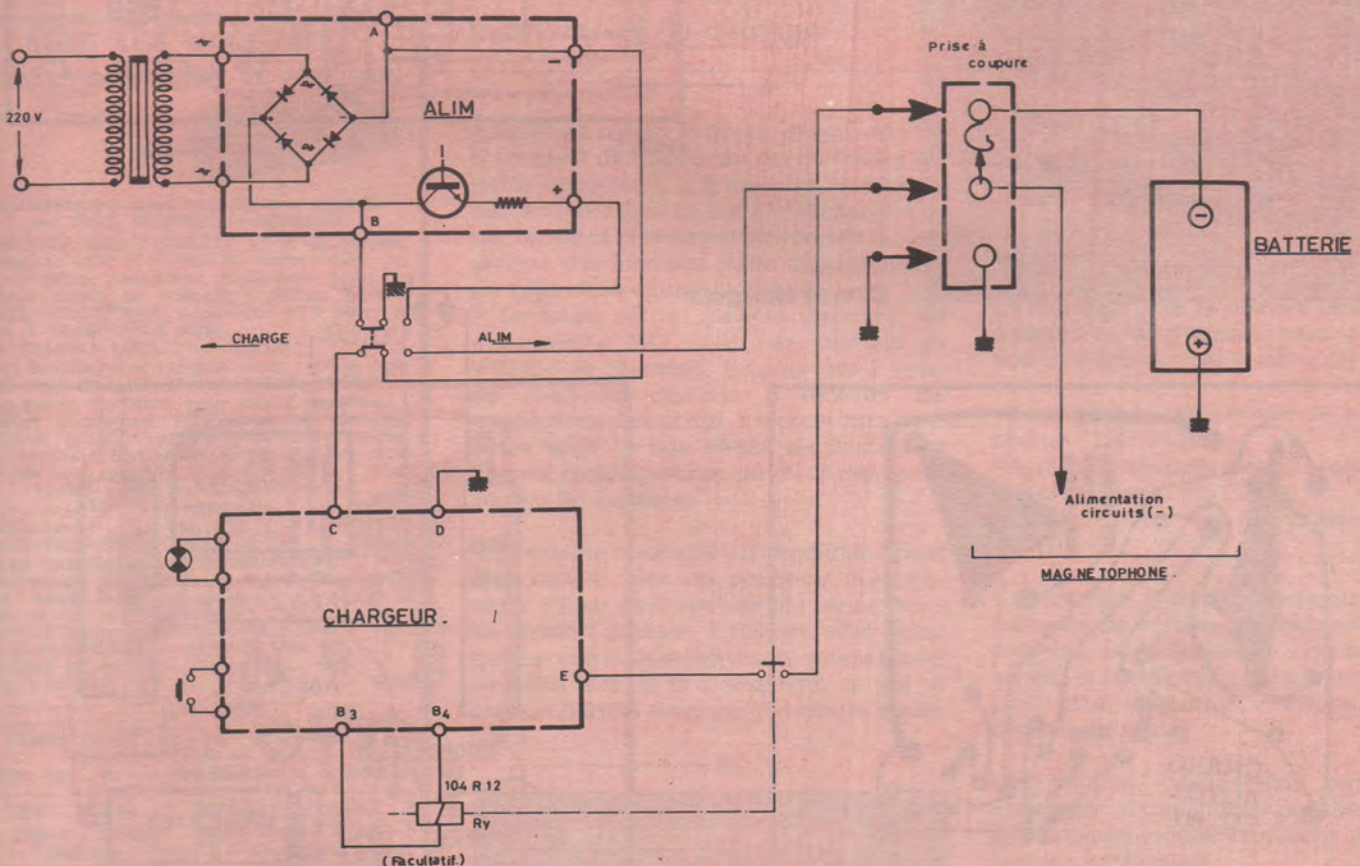 A
−
Prise à
coupure
220 V
ALIM
+
B
−
BATTERIE
+
CHARGE
ALIM
Alimentation
circuits (-)
MAGNETOPHONE.
C
D
CHARGEUR.
E
B3
B4
104 R 12
Ry
(Facultatif.)